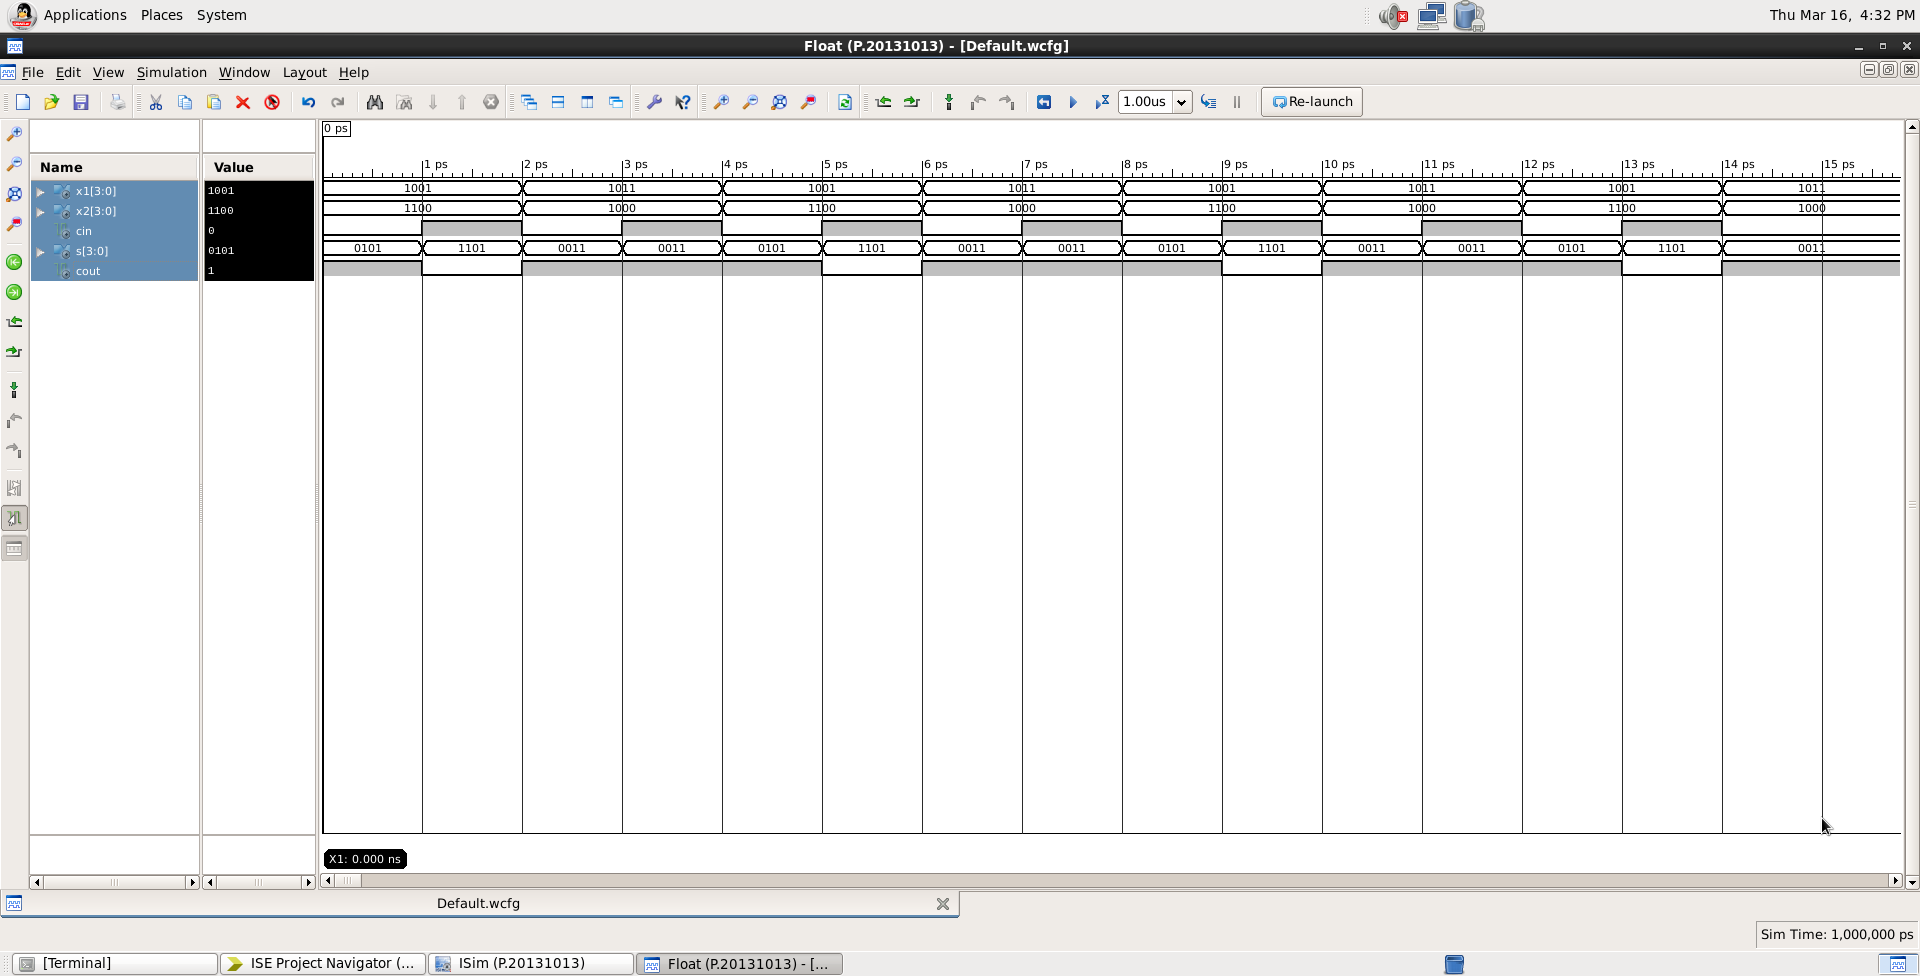 Applications Places System Thu Mar 16, 4:32 PM
Float (P.20131013) - [Default.wcfg]
File Edit View Simulation Window Layout Help
1.00us Re-launch
0 ps
Name Value 1 ps 2 ps 3 ps 4 ps 5 ps 6 ps 7 ps 8 ps 9 ps 10 ps 11 ps 12 ps 13 ps 14 ps 15 ps
x1[3:0] 1001 1001 1011 1001 1011 1001 1011 1001 1011
x2[3:0] 1100 1100 1000 1100 1000 1100 1000 1100 1000
cin 0
s[3:0] 0101 0101 1101 0011 0011 0101 1101 0011 0011 0101 1101 0011 0011 0101 1101 0011
cout 1
X1: 0.000 ns
Default.wcfg
Sim Time: 1,000,000 ps
[Terminal] ISE Project Navigator (... ISim (P.20131013) Float (P.20131013) - [...